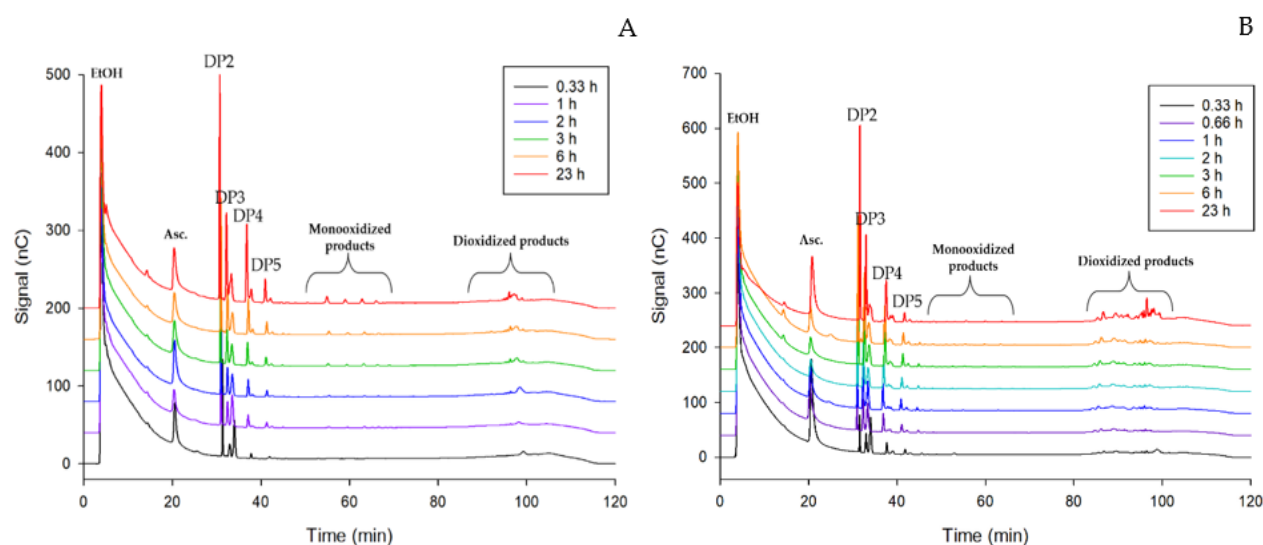 A
EtOH
Asc.
DP2
DP3
DP4
DP5
Monooxidized
products
Dioxidized products
0.33 h
1 h
2 h
3 h
6 h
23 h
Signal (nC)
500
400
300
200
100
0
0
20
40
60
80
100
120
Time (min)
B
EtOH
Asc.
DP2
DP3
DP4
DP5
Monooxidized
products
Dioxidized products
0.33 h
0.66 h
1 h
2 h
3 h
6 h
23 h
Signal (nC)
700
600
500
400
300
200
100
0
0
20
40
60
80
100
120
Time (min)